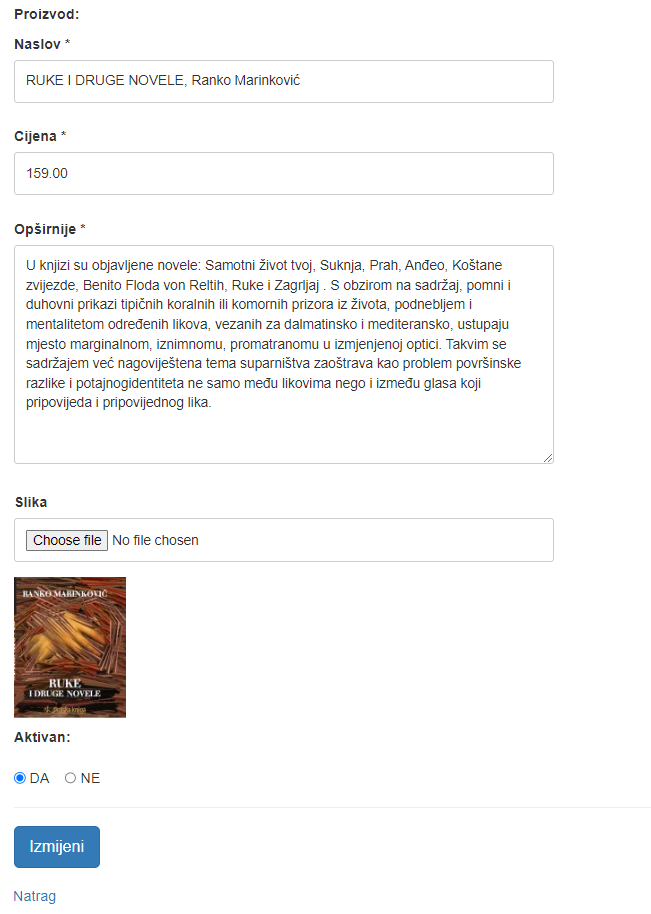 Proizvod:
Naslov *
RUKE I DRUGE NOVELE, Ranko Marinković
Cijena *
159.00
Opširnije *
U knjizi su objavljene novele: Samotni život tvoj, Suknja, Prah, Anđeo, Koštane
zvijezde, Benito Floda von Reltih, Ruke i Zagrljaj . S obzirom na sadržaj, pomni i
duhovni prikazi tipičnih koralnih ili komornih prizora iz života, podnebljem i
mentalitetom određenih likova, vezanih za dalmatinsko i mediteransko, ustupaju
mjesto marginalnom, iznimnomu, promatranomu u izmjenjenoj optici. Takvim se
sadržajem već nagoviještena tema suparništva zaoštrava kao problem površinske
razlike i potajnogidentiteta ne samo među likovima nego i između glasa koji
pripovijeda i pripovijednog lika.
Slika
Choose file No file chosen
RANKO MARINKOVIĆ
RUKE
I DRUGE NOVELE
Aktivan:
DA NE
Izmijeni
Natrag